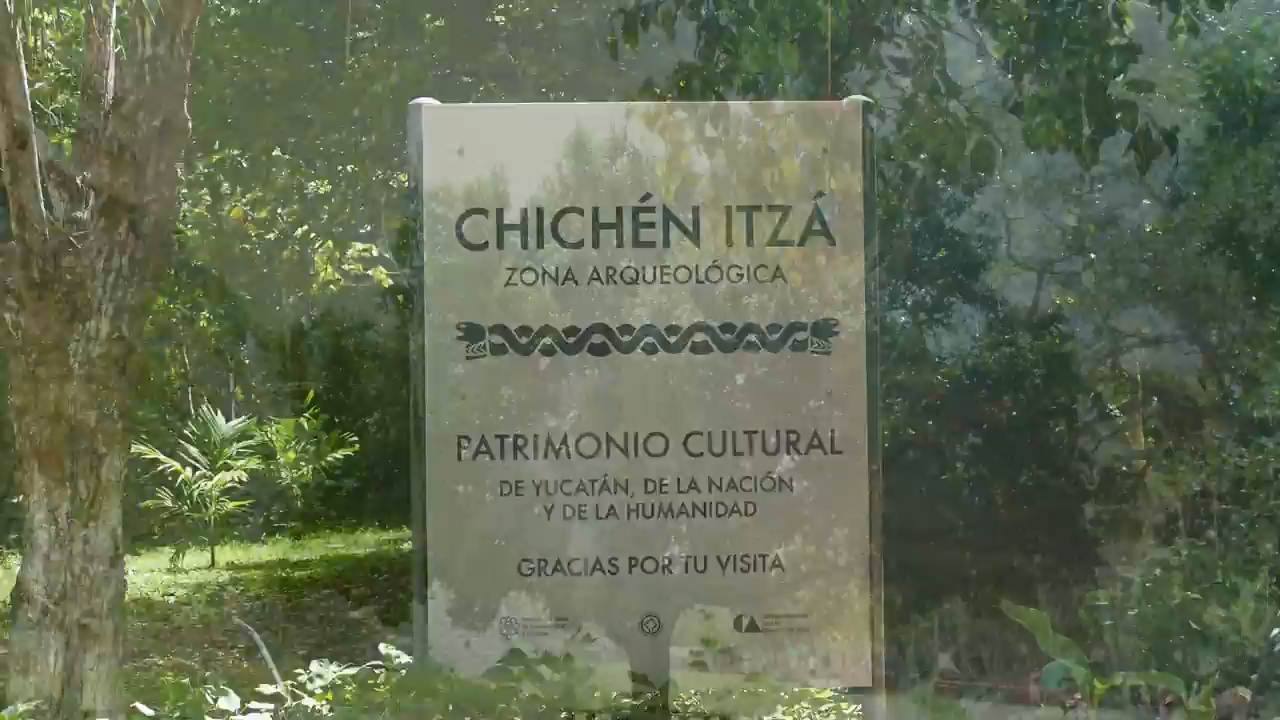 CHICHÉN ITZÁ
ZONA ARQUEOLÓGICA
PATRIMONIO CULTURAL
DE YUCATÁN, DE LA NACIÓN
Y DE LA HUMANIDAD
GRACIAS POR TU VISITA